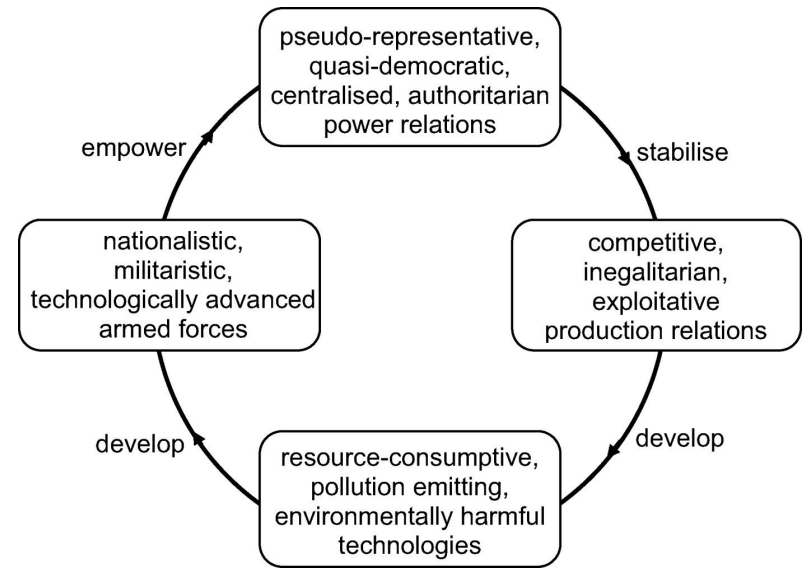 pseudo-representative,
quasi-democratic,
centralised, authoritarian
power relations
empower
stabilise
nationalistic,
militaristic,
technologically advanced
armed forces
competitive,
inegalitarian,
exploitative
production relations
develop
develop
resource-consumptive,
pollution emitting,
environmentally harmful
technologies